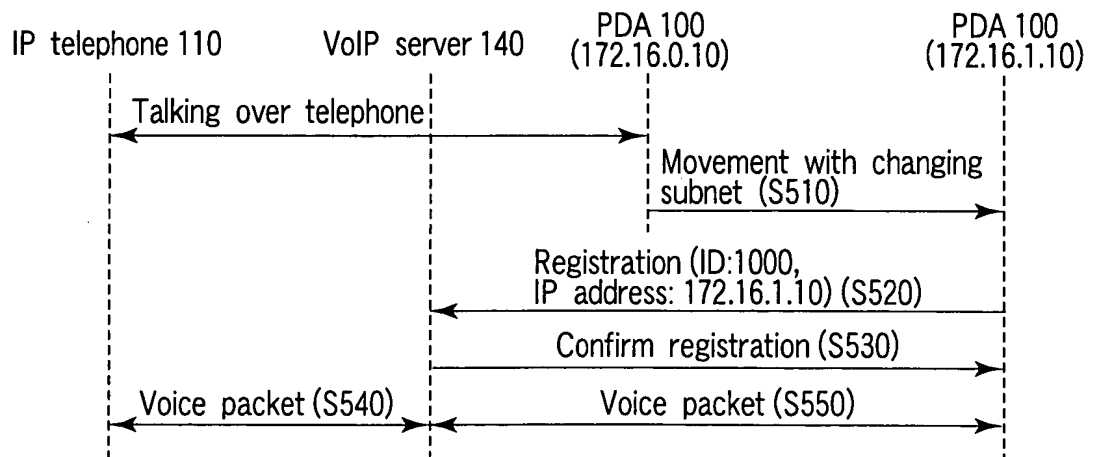 IP telephone 110
VoIP server 140
PDA 100
(172.16.0.10)
PDA 100
(172.16.1.10)
Talking over telephone
Movement with changing
subnet (S510)
Registration (ID:1000,
IP address: 172.16.1.10) (S520)
Confirm registration (S530)
Voice packet (S540)
Voice packet (S550)